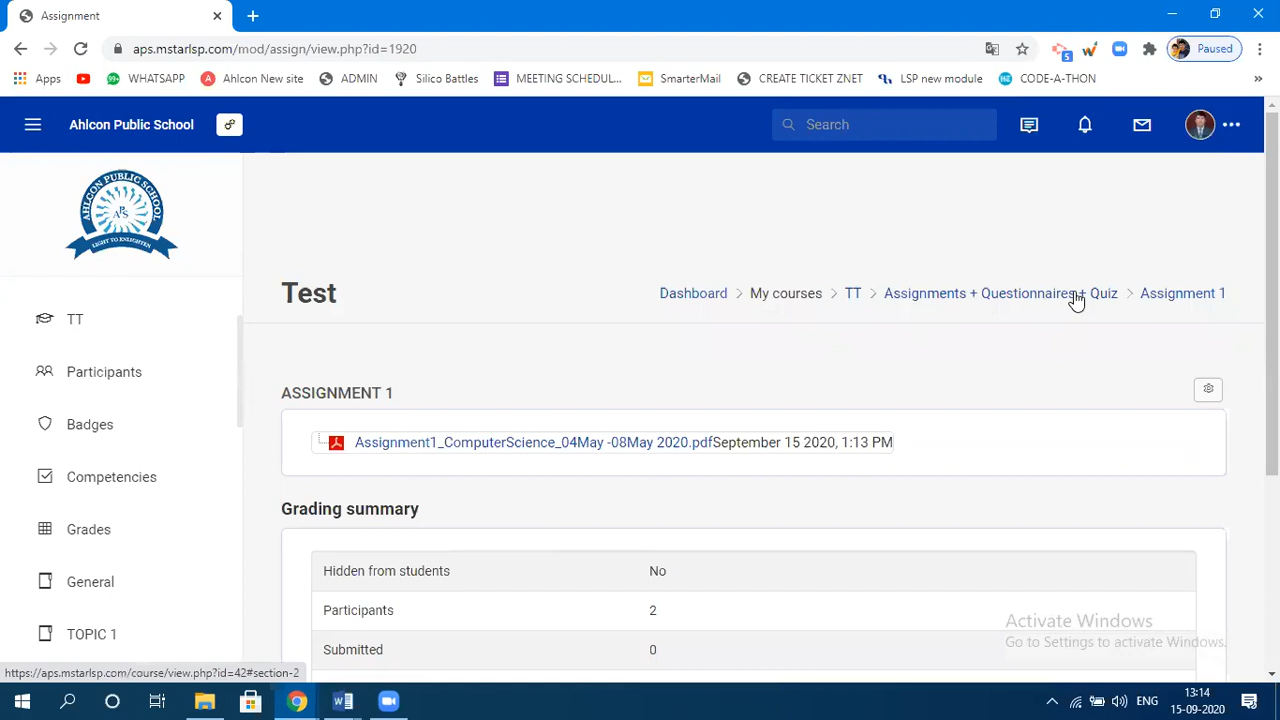 Assignment
aps.mstarlsp.com/mod/assign/view.php?id=1920
Paused
5
Apps
WHATSAPP
Ahlcon New site
ADMIN
Silico Battles
MEETING SCHEDUL...
SmarterMail
CREATE TICKET ZNET
LSP new module
CODE-A-THON
»
Ahlcon Public School
Search
AHLCON PUBLIC SCHOOL
APS
LIGHT TO ENLIGHTEN
Test
Dashboard > My courses > TT > Assignments + Questionnaires + Quiz > Assignment 1
TT
Participants
Badges
Competencies
Grades
General
TOPIC 1
ASSIGNMENT 1
Assignment1_ComputerScience_04May -08May 2020.pdfSeptember 15 2020, 1:13 PM
Grading summary
Hidden from students No
Participants 2
Submitted 0
Activate Windows
Go to Settings to activate Windows.
https://aps.mstarlsp.com/course/view.php?id=42#section-2
ENG
13:14
15-09-2020